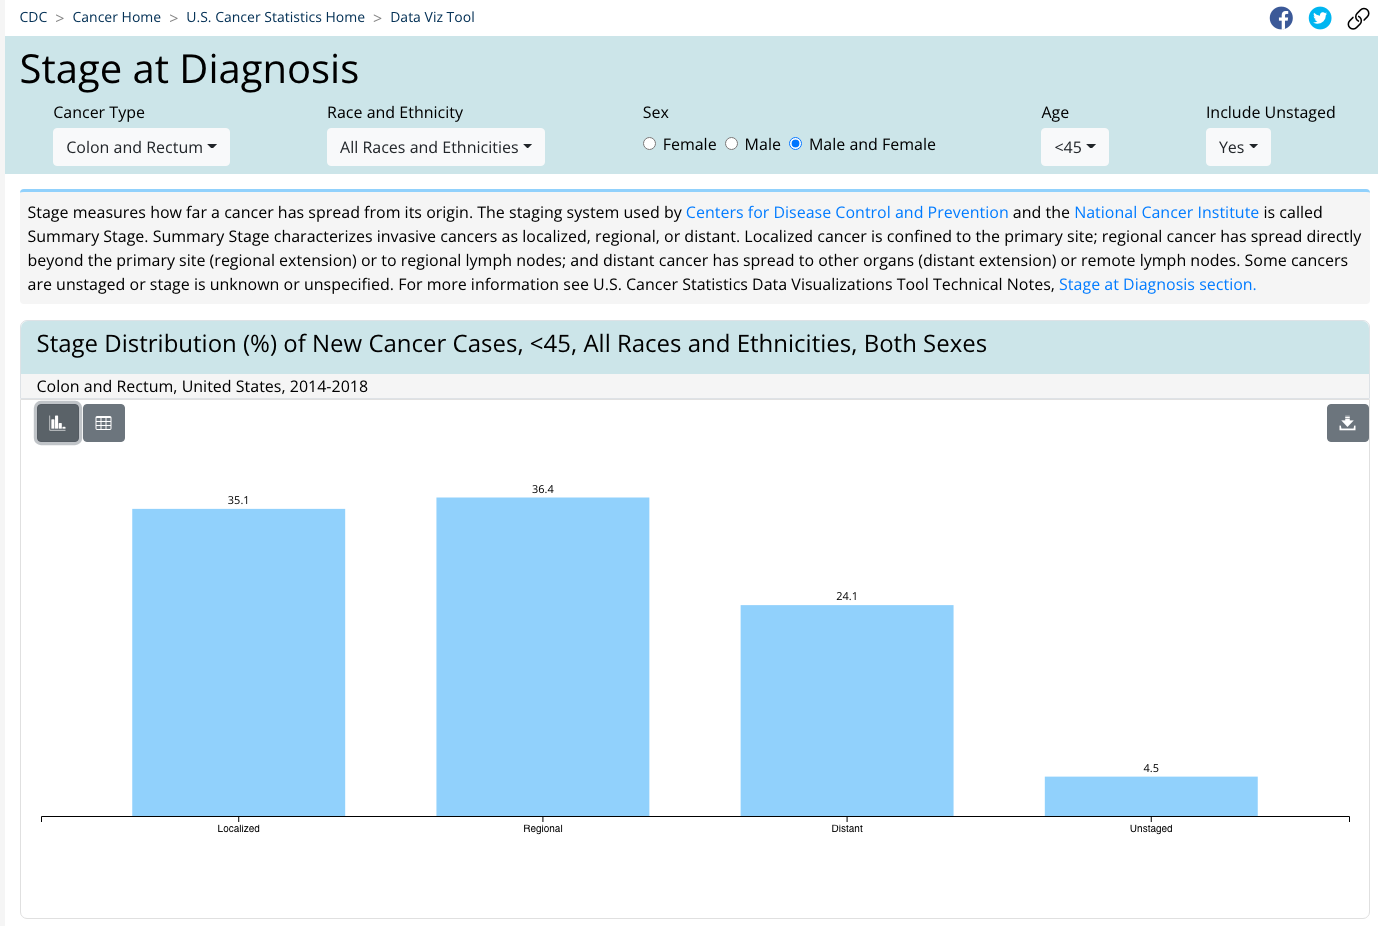 CDC > Cancer Home > U.S. Cancer Statistics Home > Data Viz Tool
Stage at Diagnosis
Cancer Type
Colon and Rectum
Race and Ethnicity
All Races and Ethnicities
Sex
Female Male Male and Female
Age
<45
Include Unstaged
Yes
Stage measures how far a cancer has spread from its origin. The staging system used by Centers for Disease Control and Prevention and the National Cancer Institute is called
Summary Stage. Summary Stage characterizes invasive cancers as localized, regional, or distant. Localized cancer is confined to the primary site; regional cancer has spread directly
beyond the primary site (regional extension) or to regional lymph nodes; and distant cancer has spread to other organs (distant extension) or remote lymph nodes. Some cancers
are unstaged or stage is unknown or unspecified. For more information see U.S. Cancer Statistics Data Visualizations Tool Technical Notes, Stage at Diagnosis section.
Stage Distribution (%) of New Cancer Cases, <45, All Races and Ethnicities, Both Sexes
Colon and Rectum, United States, 2014-2018
35.1
36.4
24.1
4.5
Localized
Regional
Distant
Unstaged